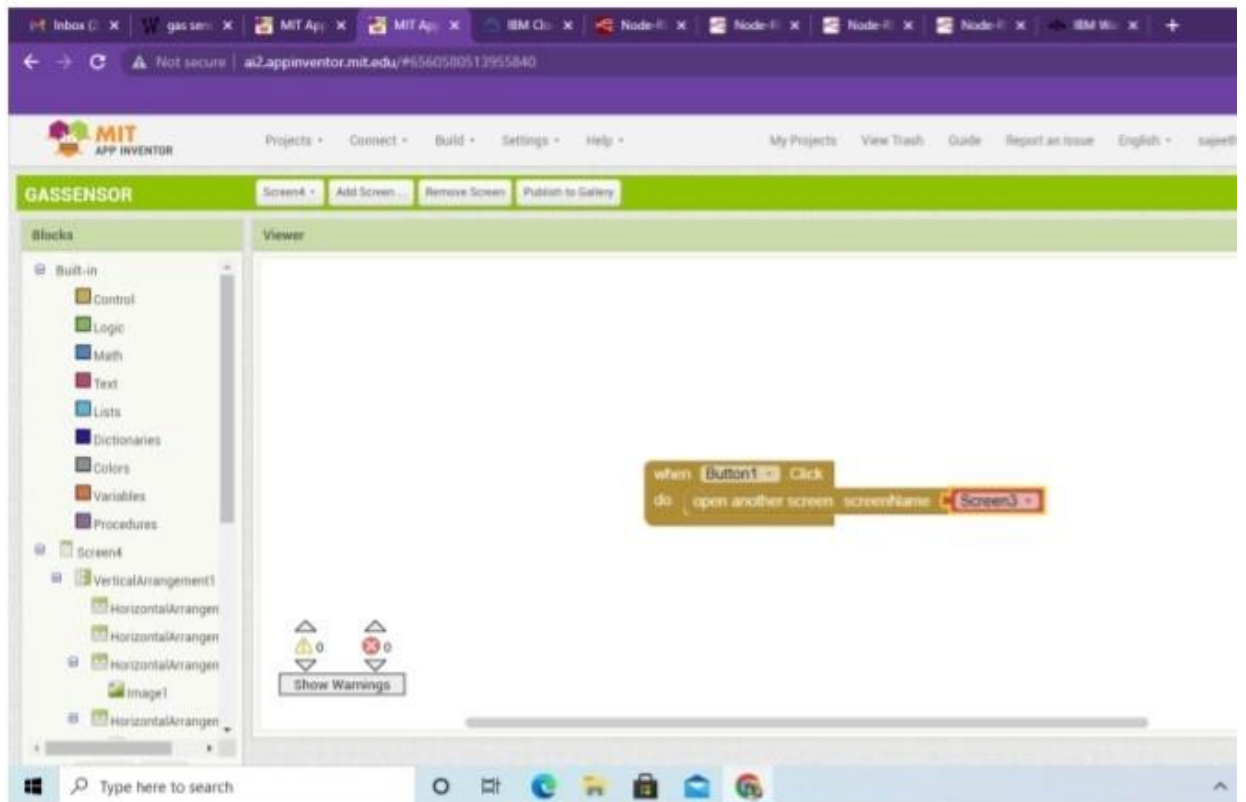 Inbox (
gas sen
MIT Ap
MIT Ap
IBM Clo
Node-R
Node-R
Node-R
Node-R
IBM Wa
Not secure | ai2.appinventor.mit.edu/#6560580513955840
MIT
APP INVENTOR
Projects Connect Build Settings Help My Projects View Trash Guide Report an Issue English sajeeth
GASSENSOR Screen4 Add Screen ... Remove Screen Publish to Gallery
Blocks Viewer
Built-in
Control
Logic
Math
Text
Lists
Dictionaries
Colors
Variables
Procedures
Screen4
VerticalArrangement1
HorizontalArrangen
HorizontalArrangen
HorizontalArrangen
Image1
HorizontalArrangen
when Button1 Click
do open another screen screenName Screen3
0 0
Show Warnings
Type here to search